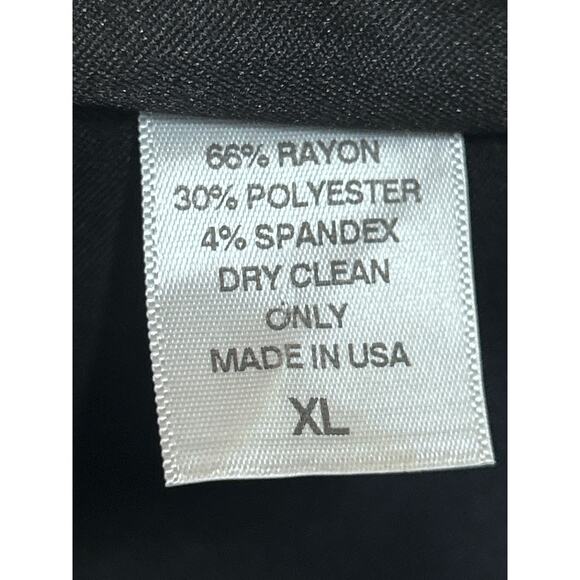 66% RAYON
30% POLYESTER
4% SPANDEX
DRY CLEAN
ONLY
MADE IN USA
XL